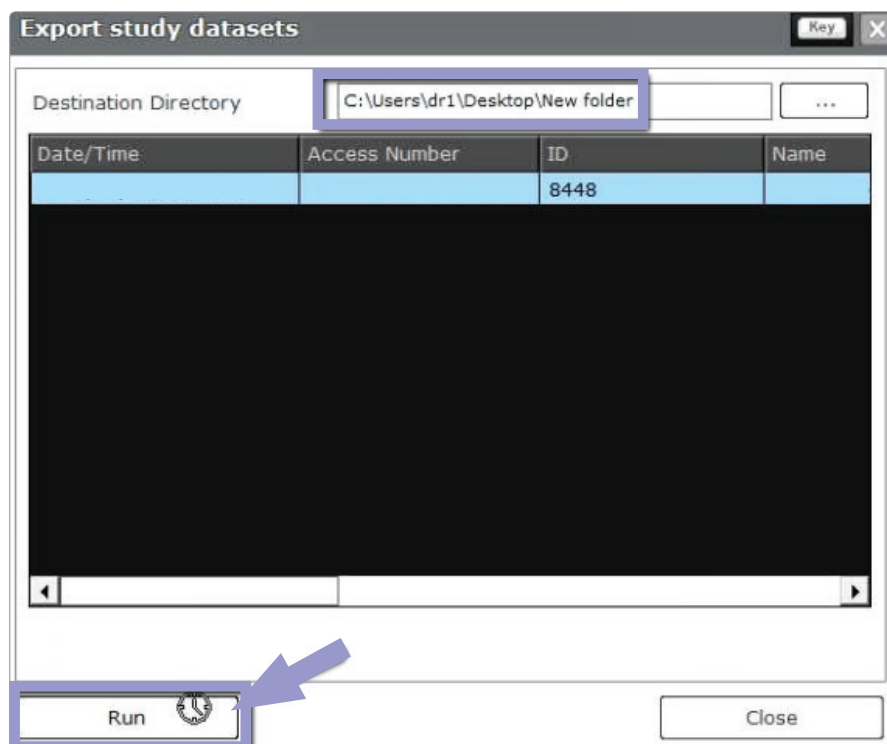 Export study datasets Key X
Destination Directory C:\Users\dr1\Desktop\New folder ...
Date/Time Access Number ID Name
8448
Run Close